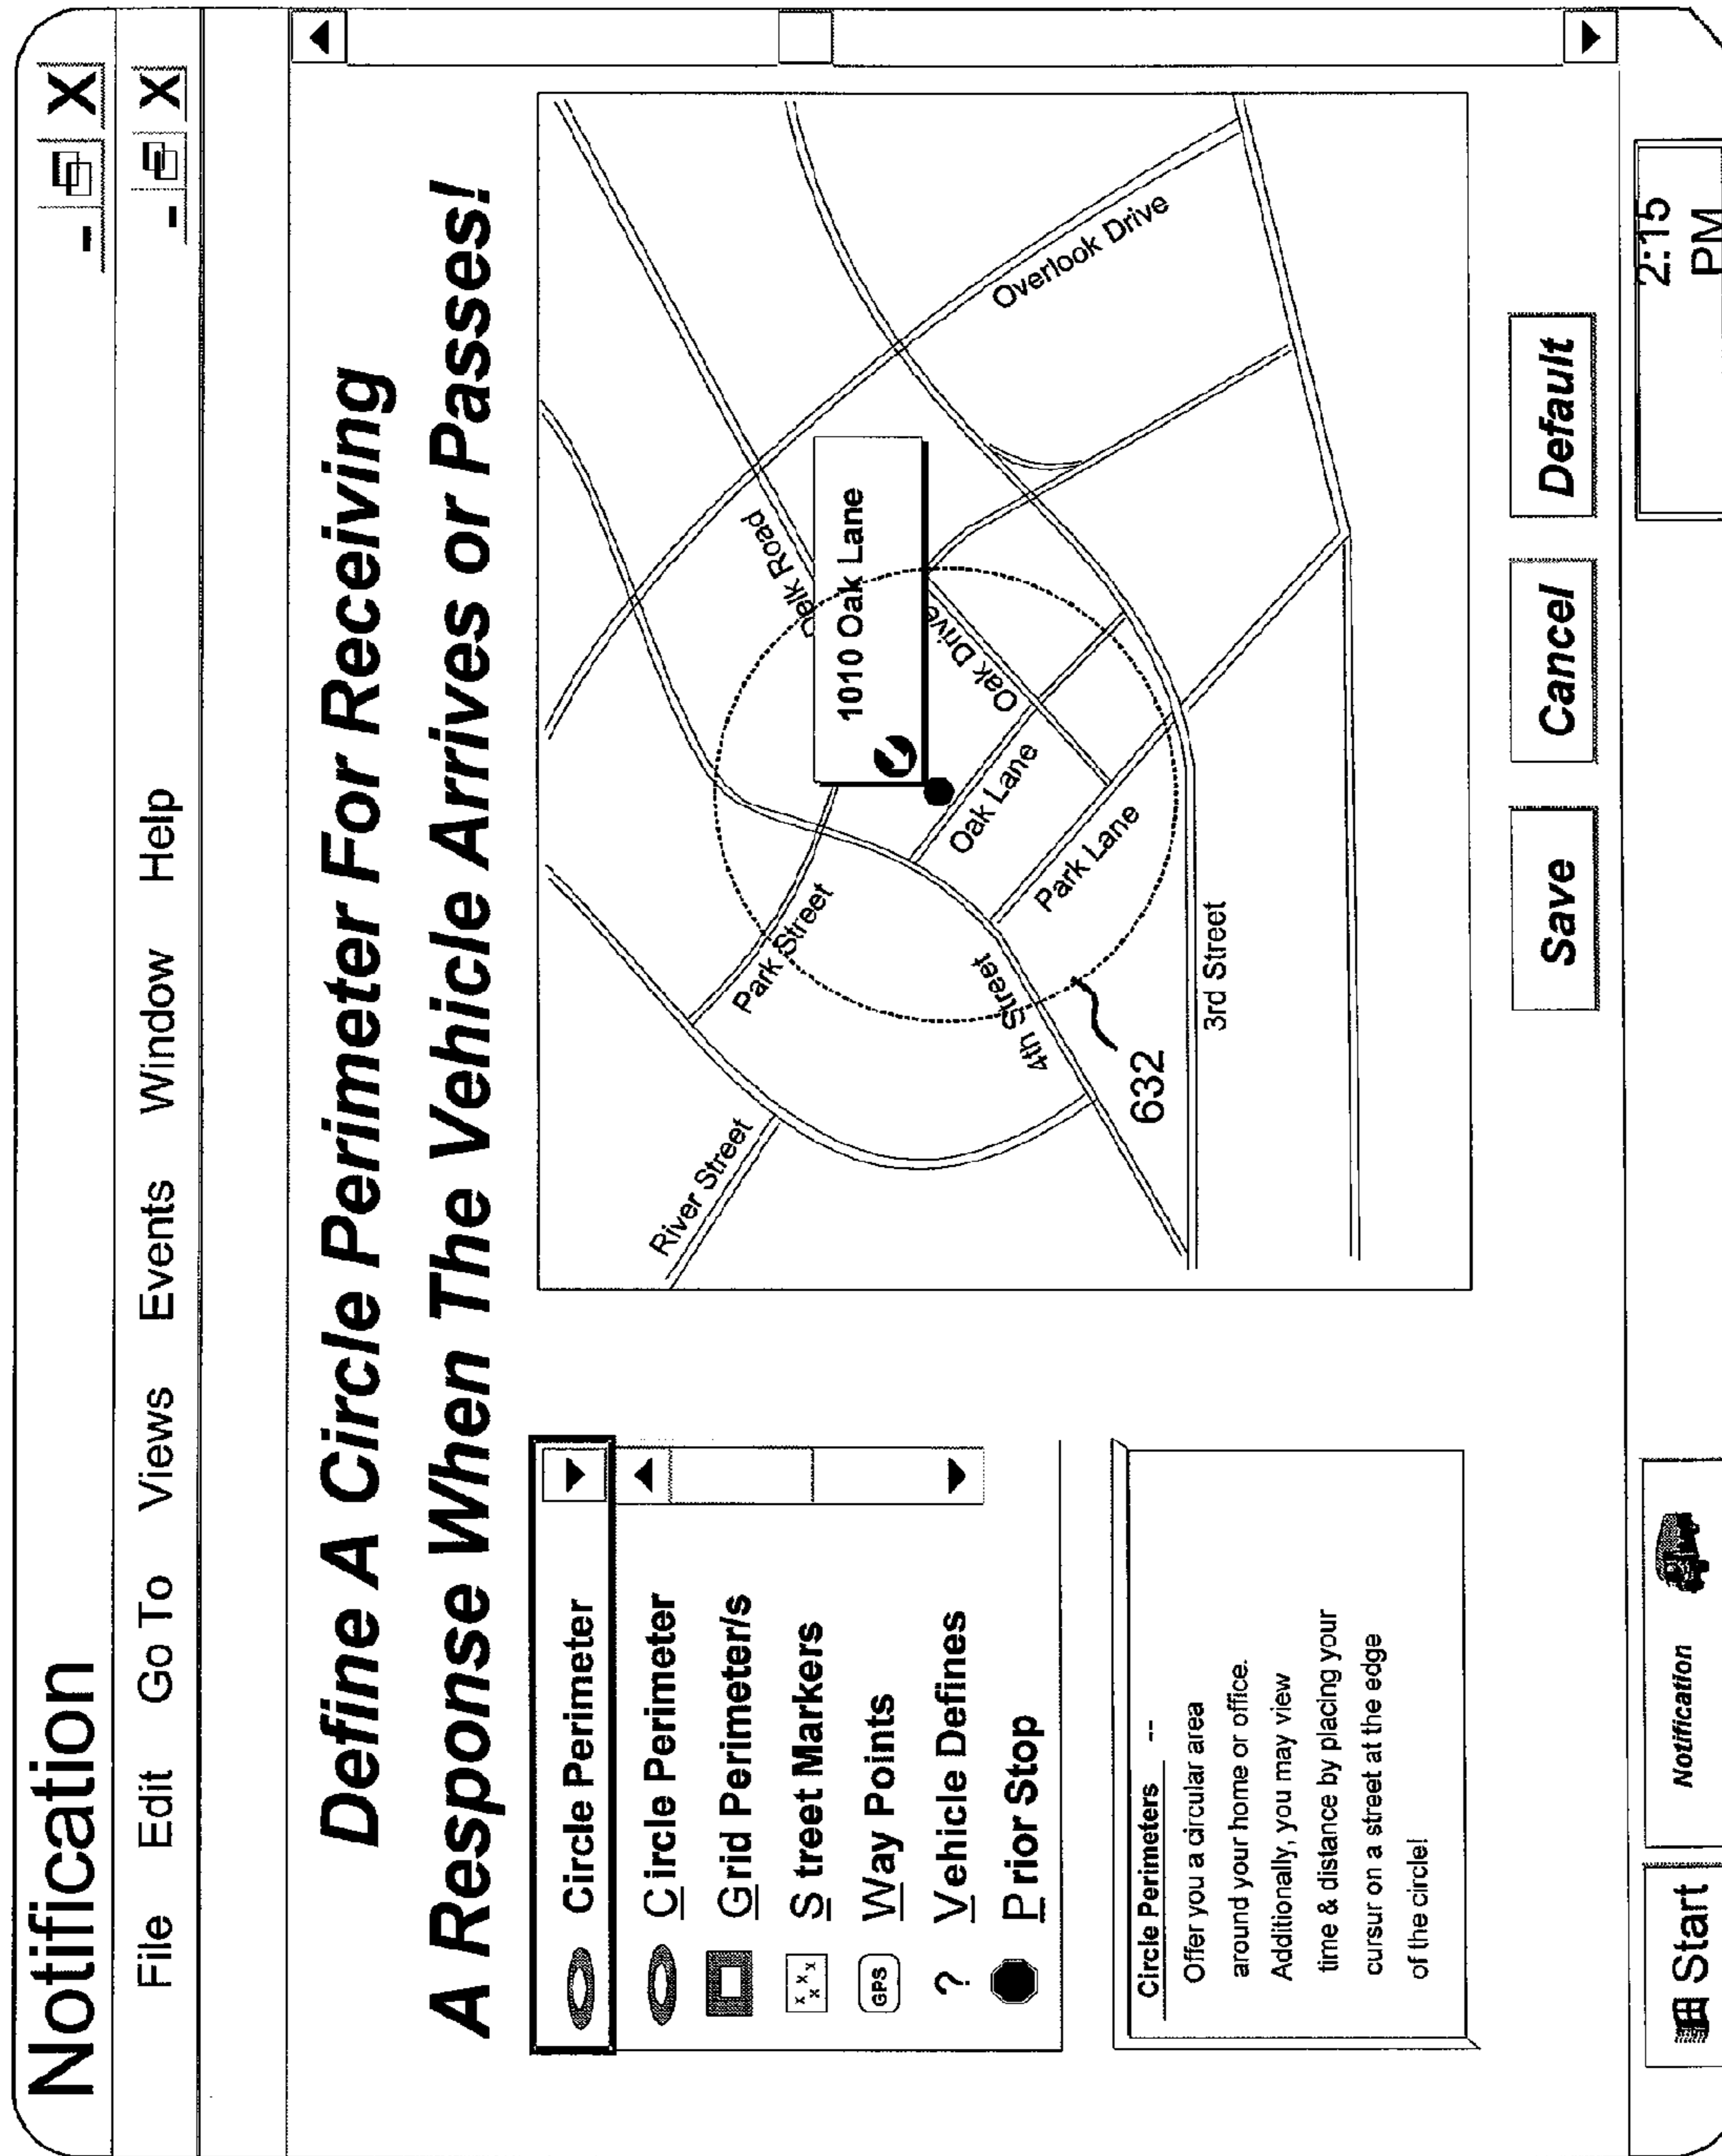 Notification
_ X
File Edit Go To Views Events Window Help
_ X
Define A Circle Perimeter For Receiving
A Response When The Vehicle Arrives or Passes!
Circle Perimeter
Circle Perimeter
Grid Perimeter/s
S treet Markers
Way Points
GPS
? Vehicle Defines
Prior Stop
Circle Perimeters --
Offer you a circular area
around your home or office.
Additionally, you may view
time & distance by placing your
cursur on a street at the edge
of the circle!
River Street
Park Street
Delk Road
1010 Oak Lane
Oak Drive
Oak Lane
Park Lane
4th Street
632
3rd Street
Overlook Drive
Save Cancel Default
Start
Notification
2:15
PM